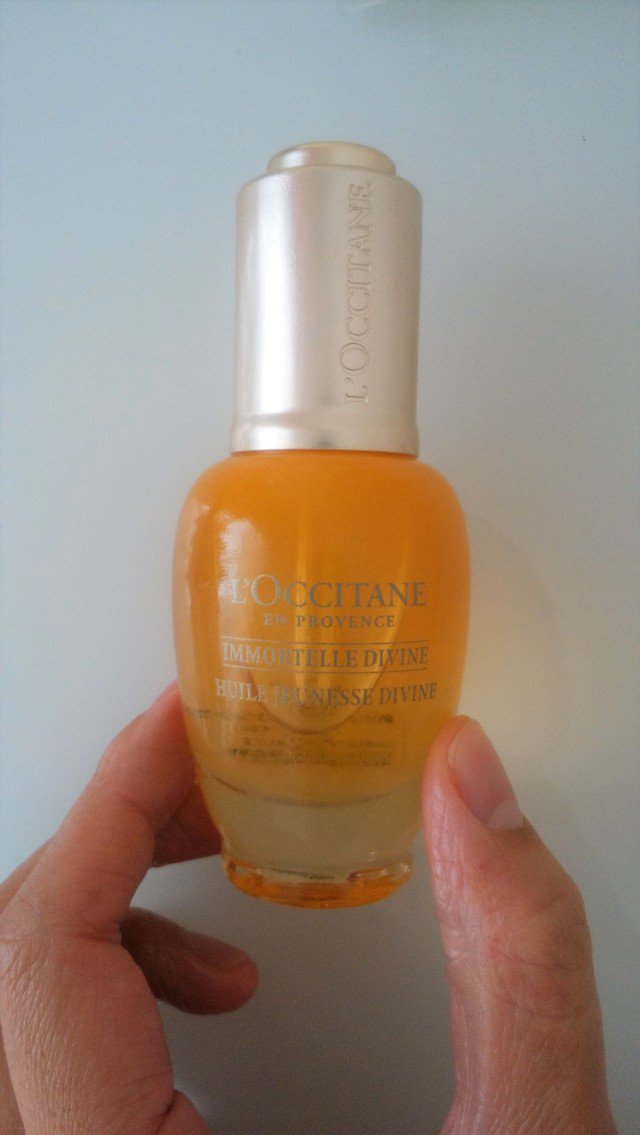 L'OCCITANE
L'OCCITANE
EN PROVENCE
IMMORTELLE DIVINE
HUILE JEUNESSE DIVINE